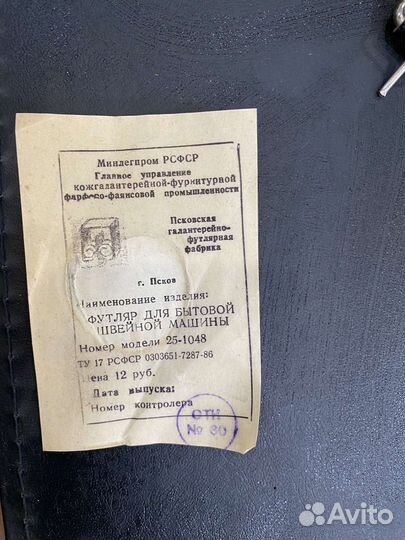 Минлегпром РСФСР
Главное управление
кожгалантерейной-фурнитурной
фарфоро-фаянсовой промышленности
Псковская
галантерейно-
футлярная
фабрика
г. Псков
Наименование изделия:
ФУТЛЯР ДЛЯ БЫТОВОЙ
ШВЕЙНОЙ МАШИНЫ
Номер модели 25-1048
ТУ 17 РСФСР 0303651-7287-86
Цена 12 руб.
Дата выпуска:
Номер контролера
ОТК
№ 30
Avito